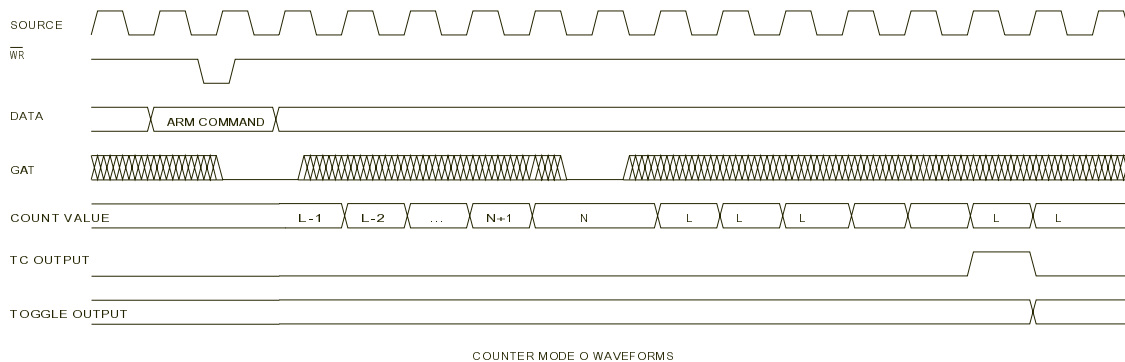 SOURCE
WR
DATA ARM COMMAND
GAT
COUNT VALUE L-1 L-2 ... N+1 N L L L L L
TC OUTPUT
TOGGLE OUTPUT
COUNTER MODE O WAVEFORMS